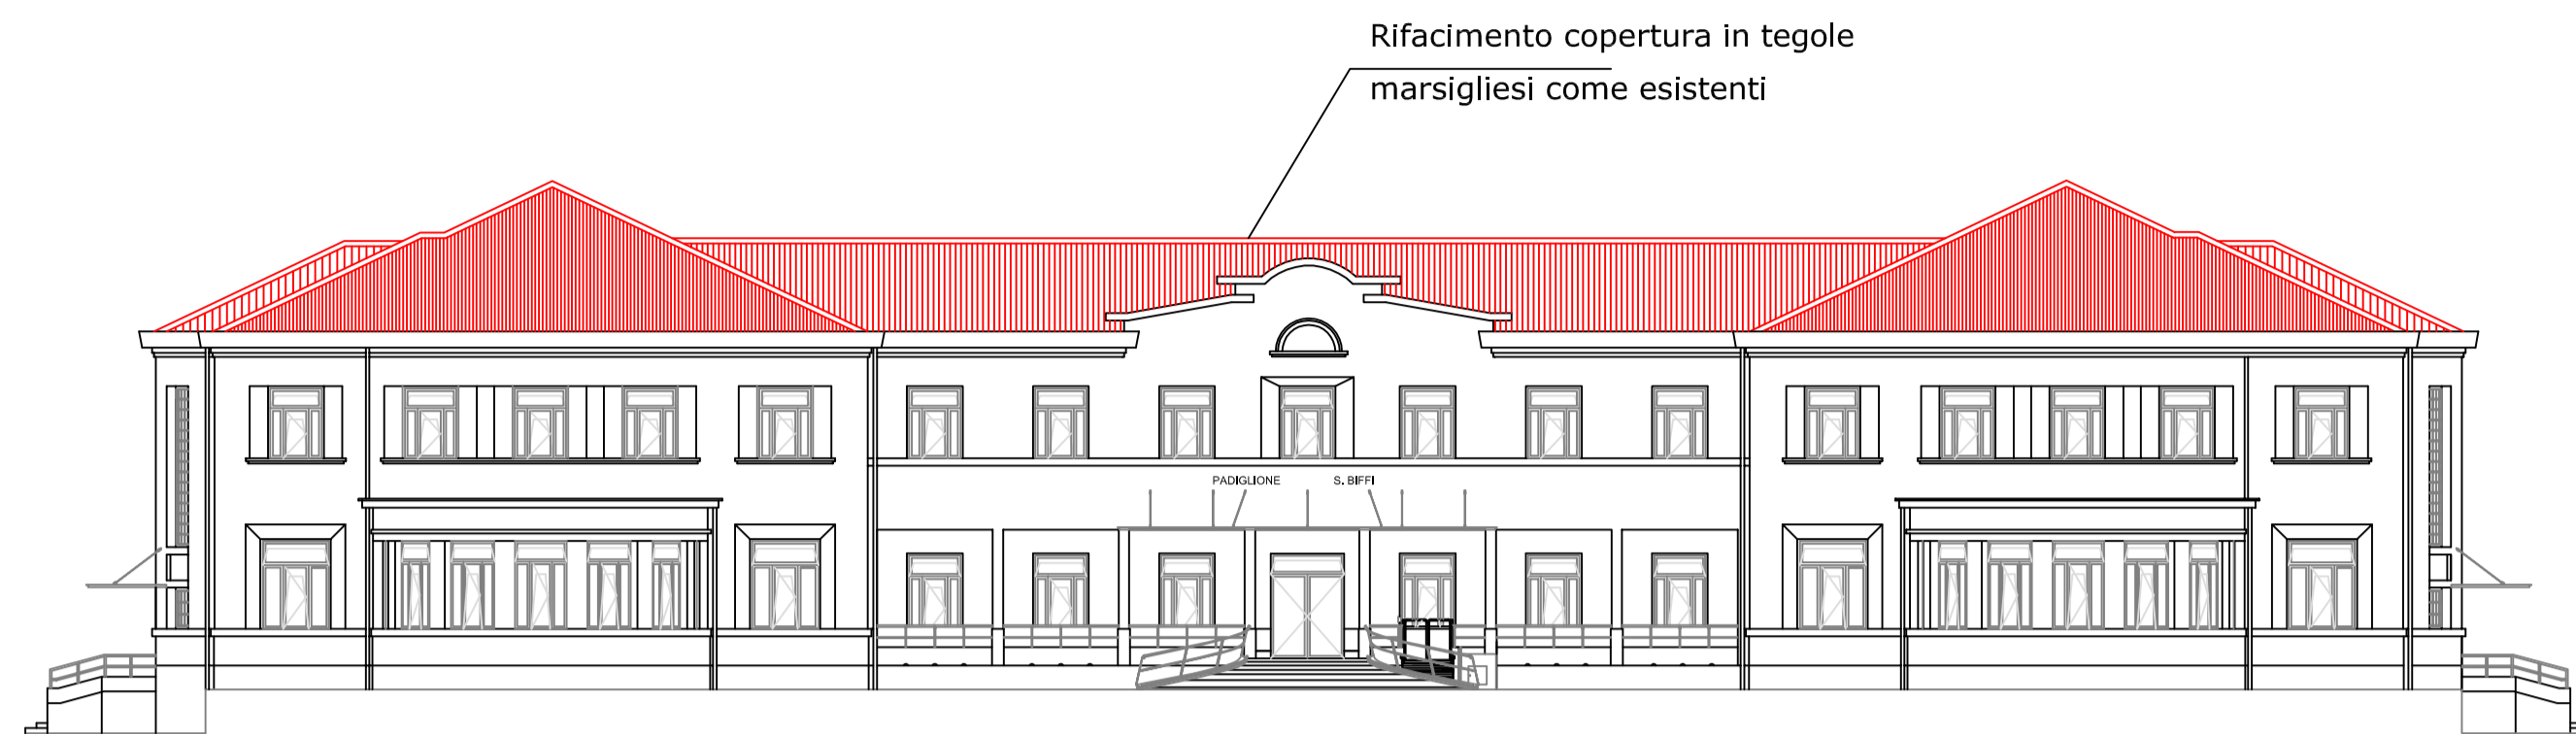 Rifacimento copertura in tegole
marsigliesi come esistenti
PADIGLIONE S. BIFFI